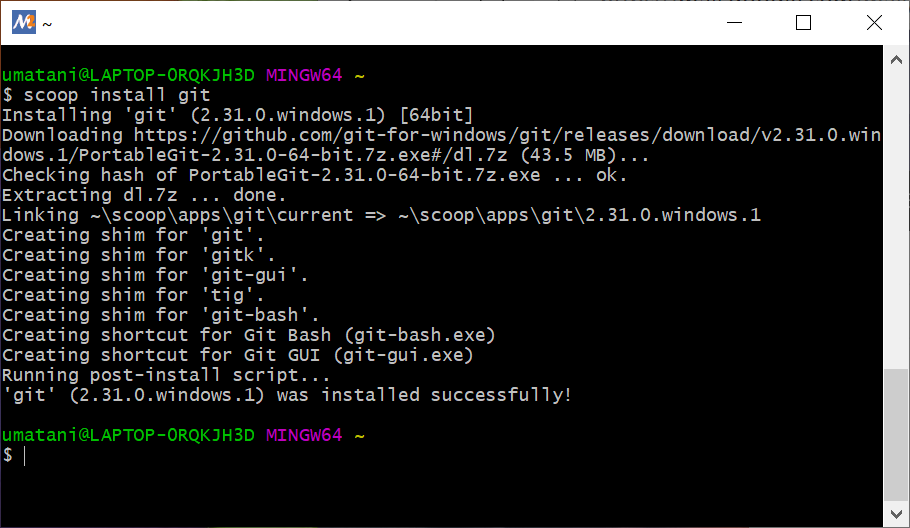 ~
umatani@LAPTOP-0RQKJH3D MINGW64 ~
$ scoop install git
Installing 'git' (2.31.0.windows.1) [64bit]
Downloading https://github.com/git-for-windows/git/releases/download/v2.31.0.win
dows.1/PortableGit-2.31.0-64-bit.7z.exe#/dl.7z (43.5 MB)...
Checking hash of PortableGit-2.31.0-64-bit.7z.exe ... ok.
Extracting dl.7z ... done.
Linking ~\scoop\apps\git\current => ~\scoop\apps\git\2.31.0.windows.1
Creating shim for 'git'.
Creating shim for 'gitk'.
Creating shim for 'git-gui'.
Creating shim for 'tig'.
Creating shim for 'git-bash'.
Creating shortcut for Git Bash (git-bash.exe)
Creating shortcut for Git GUI (git-gui.exe)
Running post-install script...
'git' (2.31.0.windows.1) was installed successfully!
umatani@LAPTOP-0RQKJH3D MINGW64 ~
$